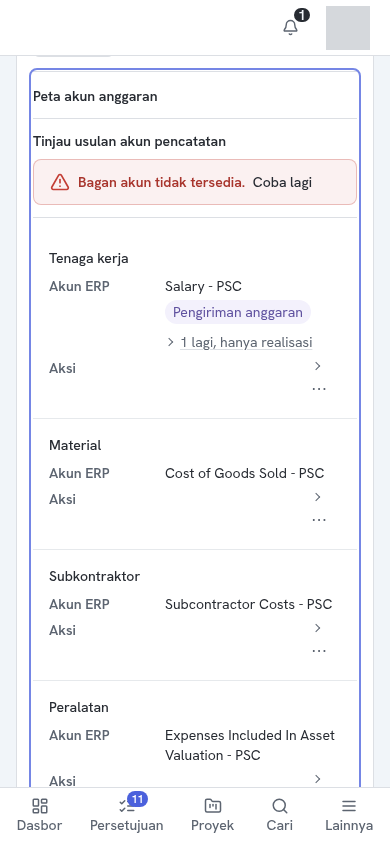 1
Peta akun anggaran
Tinjau usulan akun pencatatan
Bagan akun tidak tersedia. Coba lagi
Tenaga kerja
Akun ERP Salary - PSC
Pengiriman anggaran
1 lagi, hanya realisasi
Aksi
...
Material
Akun ERP Cost of Goods Sold - PSC
Aksi
...
Subkontraktor
Akun ERP Subcontractor Costs - PSC
Aksi
...
Peralatan
Akun ERP Expenses Included In Asset
Valuation - PSC
Aksi
11
Dasbor Persetujuan Proyek Cari Lainnya